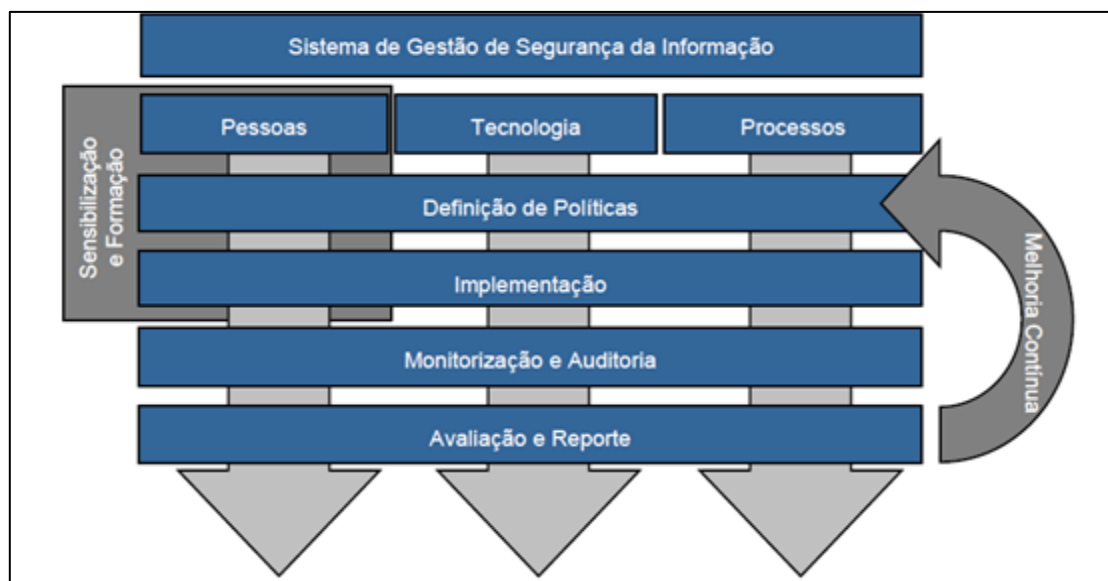 Sistema de Gestão de Segurança da Informação
Pessoas
Tecnologia
Processos
Sensibilização
e Formação
Definição de Políticas
Implementação
Monitorização e Auditoria
Avaliação e Reporte
Melhoria Contínua